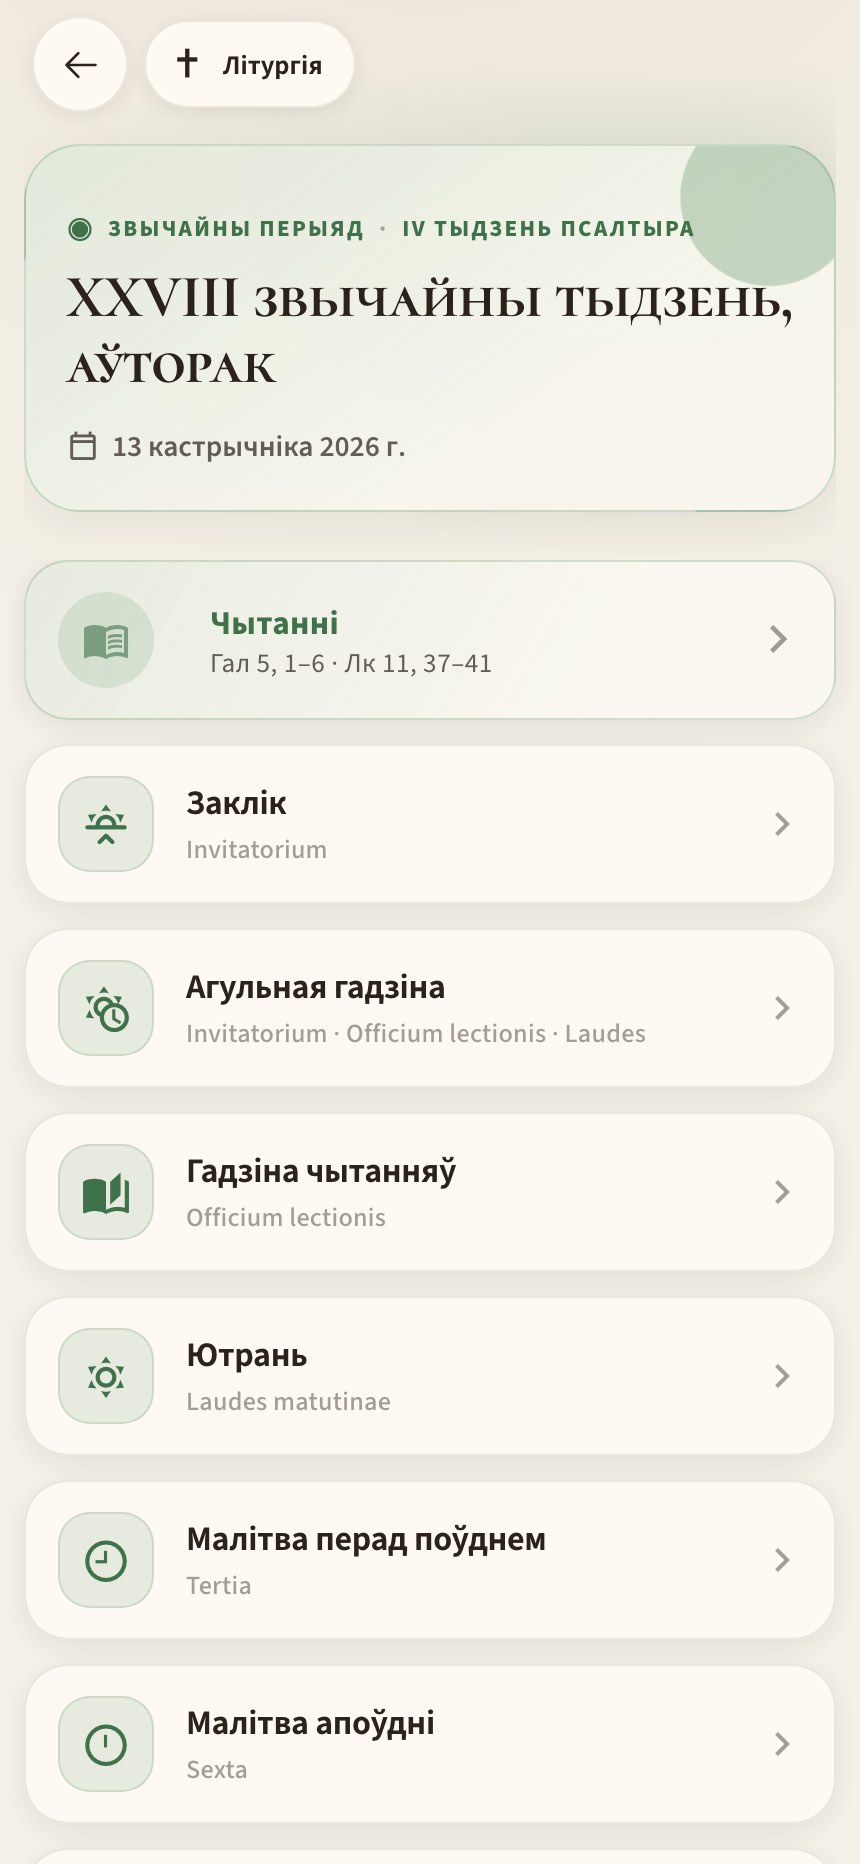 Літургія
ЗВЫЧАЙНЫ ПЕРЫЯД · IV ТЫДЗЕНЬ ПСАЛТЫРА
XXVIII звычайны тыдзень,
аўторак
13 кастрычніка 2026 г.
Чытанні
Гал 5, 1–6 · Лк 11, 37–41
Заклік
Invitatorium
Агульная гадзіна
Invitatorium · Officium lectionis · Laudes
Гадзіна чытанняў
Officium lectionis
Ютрань
Laudes matutinae
Малітва перад поўднем
Tertia
Малітва апоўдні
Sexta